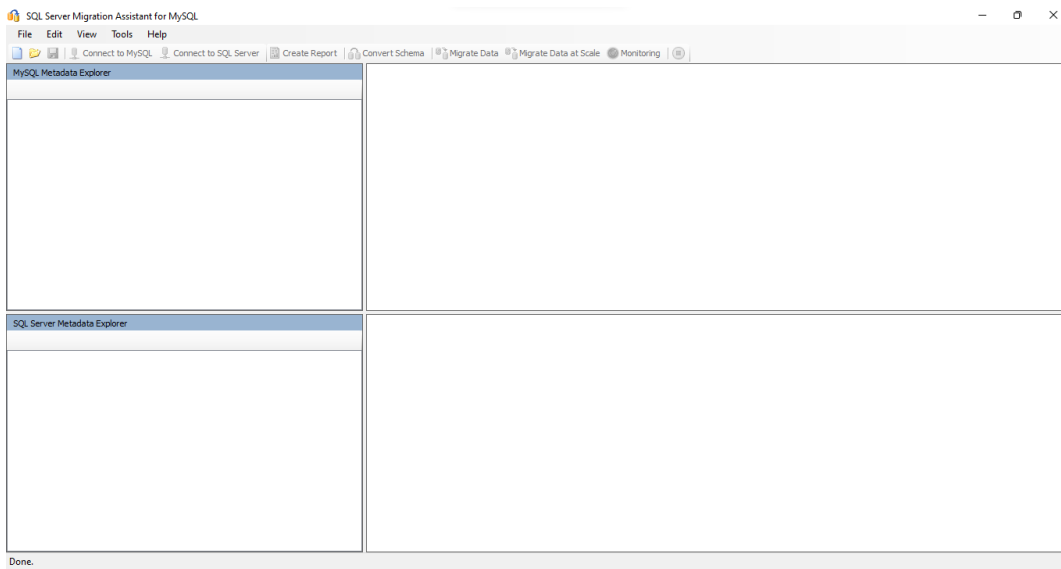 SQL Server Migration Assistant for MySQL
File Edit View Tools Help
Connect to MySQL Connect to SQL Server Create Report Convert Schema Migrate Data Migrate Data at Scale Monitoring
MySQL Metadata Explorer
SQL Server Metadata Explorer
Done.